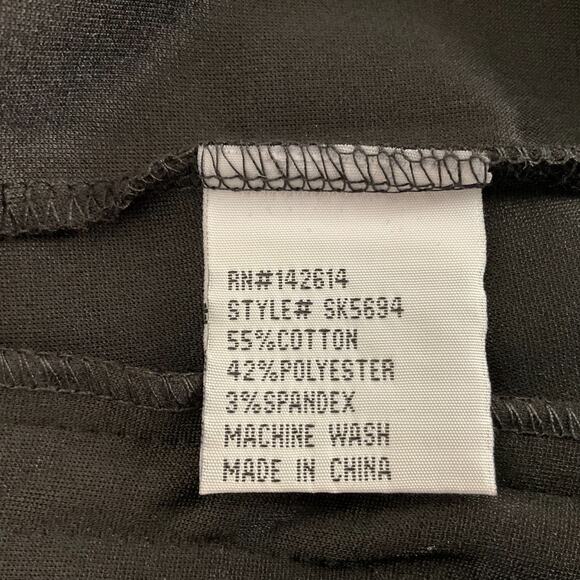 RN#142614
STYLE# SK5694
55%COTTON
42%POLYESTER
3%SPANDEX
MACHINE WASH
MADE IN CHINA